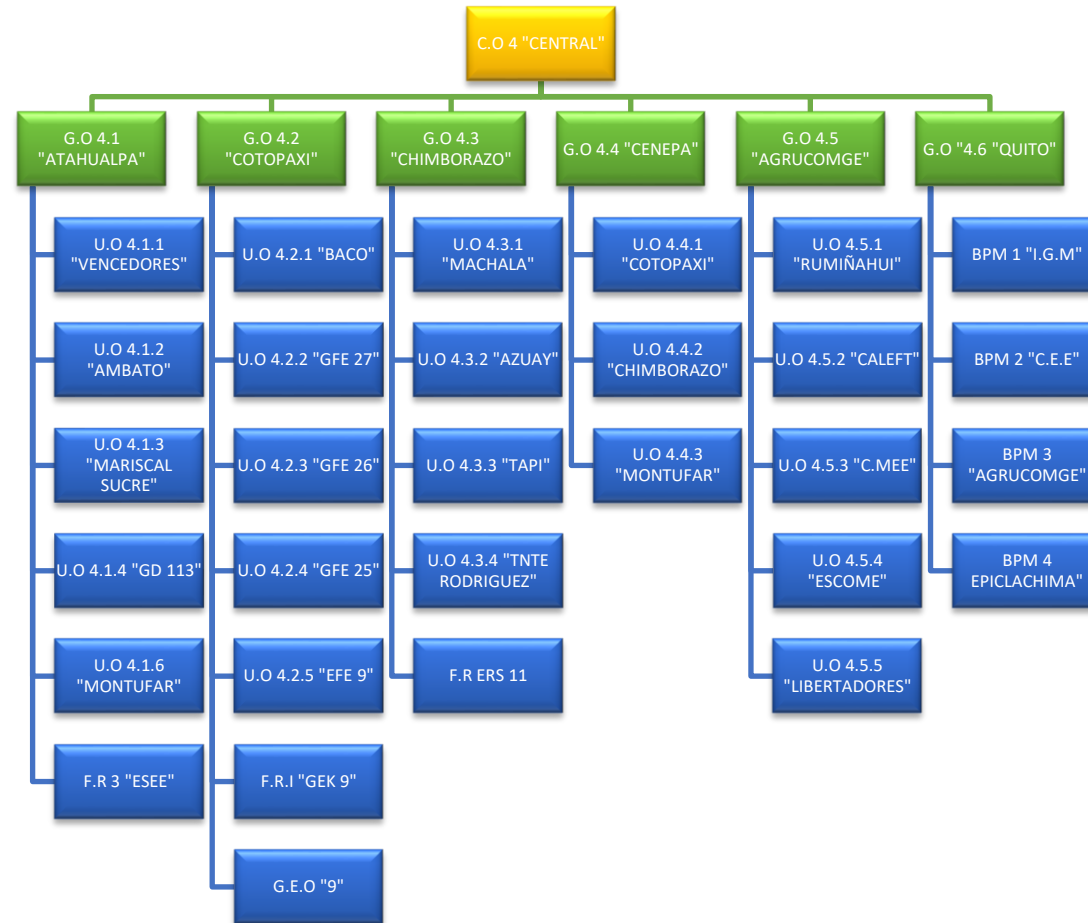 C.O 4 "CENTRAL"
G.O 4.1
"ATAHUALPA"
U.O 4.1.1
"VENCEDORES"
U.O 4.1.2
"AMBATO"
U.O 4.1.3
"MARISCAL
SUCRE"
U.O 4.1.4 "GD 113"
U.O 4.1.6
"MONTUFAR"
F.R 3 "ESEE"
G.O 4.2
"COTOPAXI"
U.O 4.2.1 "BACO"
U.O 4.2.2 "GFE 27"
U.O 4.2.3 "GFE 26"
U.O 4.2.4 "GFE 25"
U.O 4.2.5 "EFE 9"
F.R.I "GEK 9"
G.E.O "9"
G.O 4.3
"CHIMBORAZO"
U.O 4.3.1
"MACHALA"
U.O 4.3.2 "AZUAY"
U.O 4.3.3 "TAPI"
U.O 4.3.4 "TNTE
RODRIGUEZ"
F.R ERS 11
G.O 4.4 "CENEPA"
U.O 4.4.1
"COTOPAXI"
U.O 4.4.2
"CHIMBORAZO"
U.O 4.4.3
"MONTUFAR"
G.O 4.5
"AGRUCOMGE"
U.O 4.5.1
"RUMIÑAHUI"
U.O 4.5.2 "CALEFT"
U.O 4.5.3 "C.MEE"
U.O 4.5.4
"ESCOME"
U.O 4.5.5
"LIBERTADORES"
G.O "4.6 "QUITO"
BPM 1 "I.G.M"
BPM 2 "C.E.E"
BPM 3
"AGRUCOMGE"
BPM 4
EPICLACHIMA"